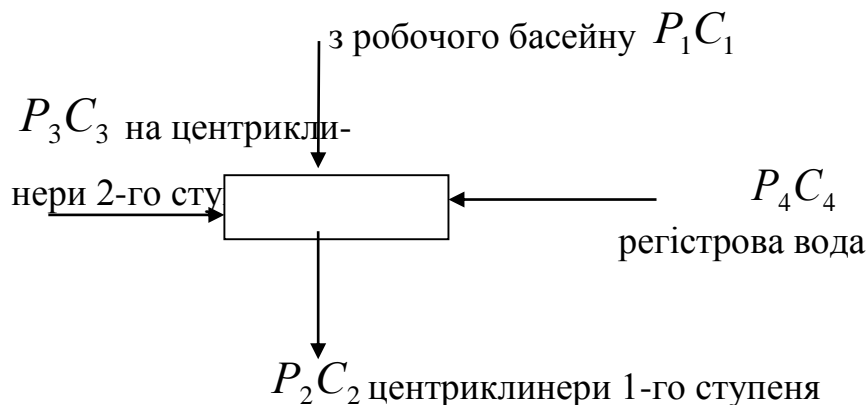 з робочого басейну P₁C₁
P₃C₃ на центрикли-
нери 2-го сту
P₄C₄
регістрова вода
P₂C₂ центриклинери 1-го ступеня